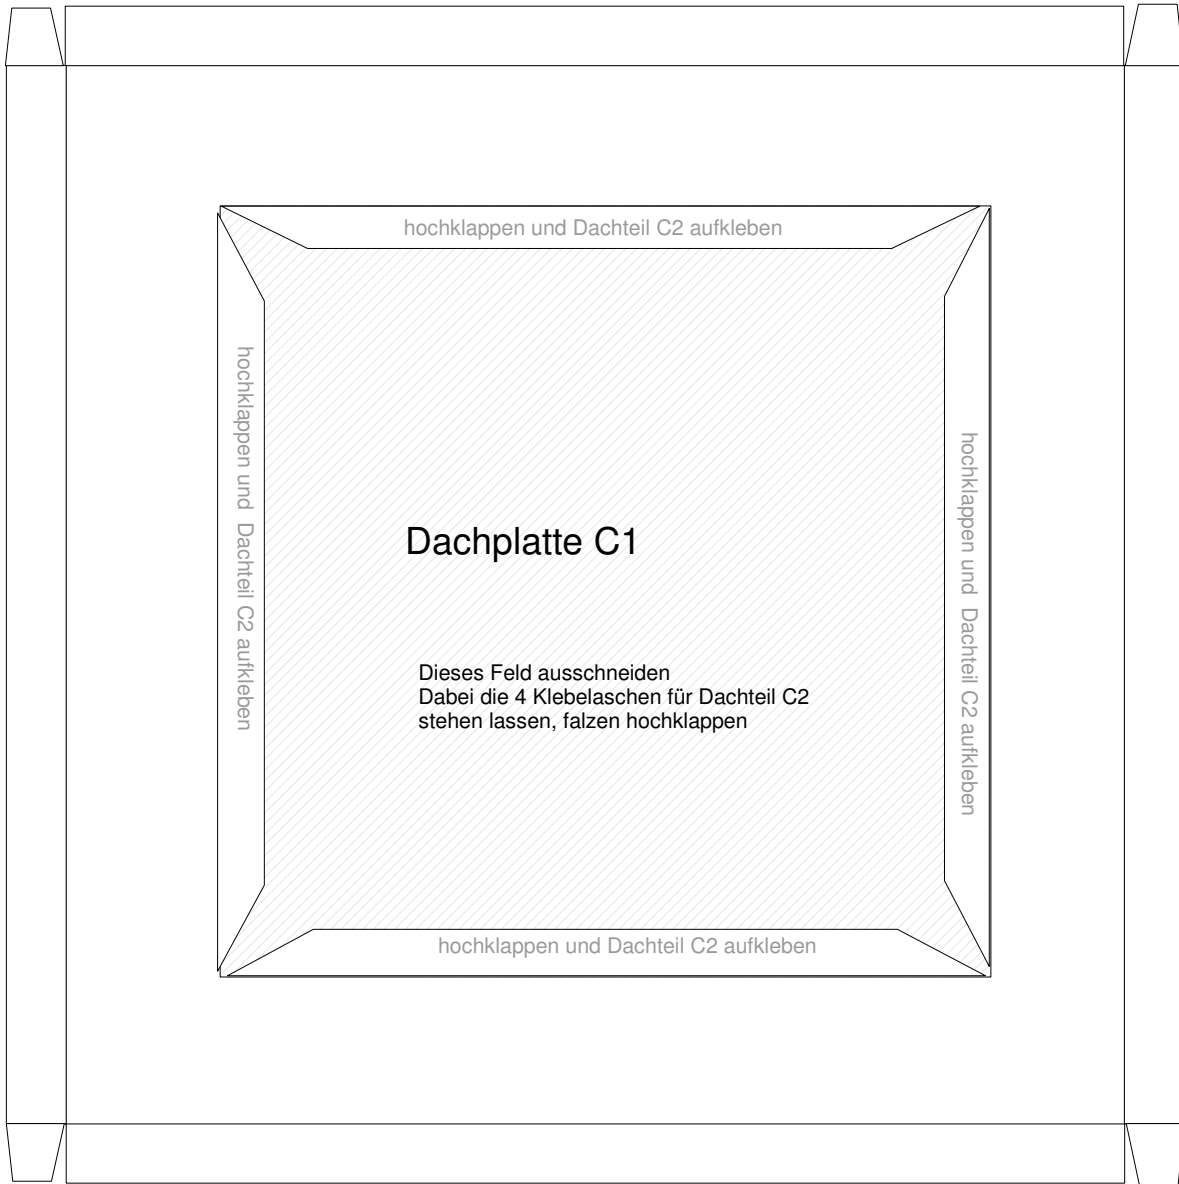 hochklappen und Dachteil C2 aufkleben
hochklappen und  Dachteil C2 aufkleben
hochklappen und  Dachteil C2 aufkleben
Dachplatte C1
Dieses Feld ausschneiden
Dabei die 4 Klebelaschen für Dachteil C2
stehen lassen, falzen hochklappen
hochklappen und Dachteil C2 aufkleben